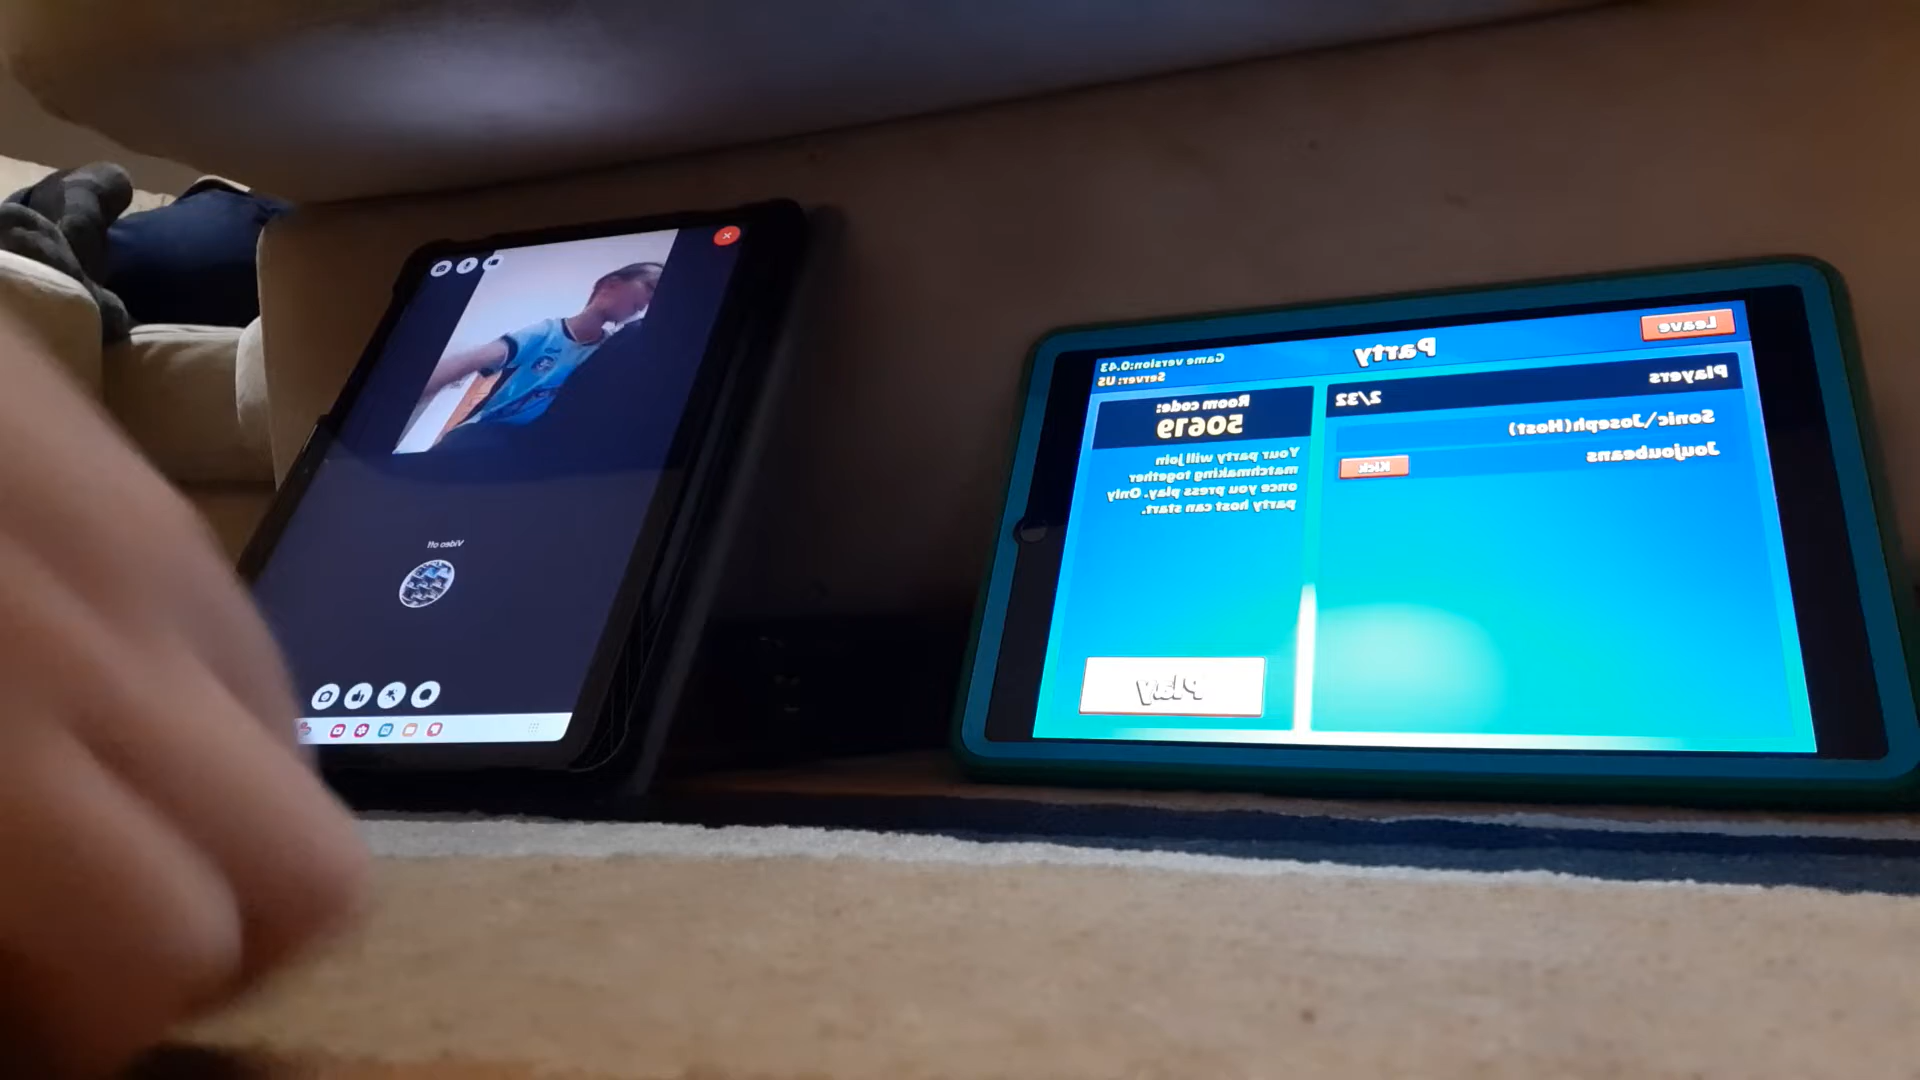 Video off
Leave
Party
Game version:0.43
Server: US
Players
2/32
Sonic\Joseph(Host)
Joujoubeans
Kick
Room code:
50619
Your party will join
matchmaking together
once you press play. Only
party host can start.
Play